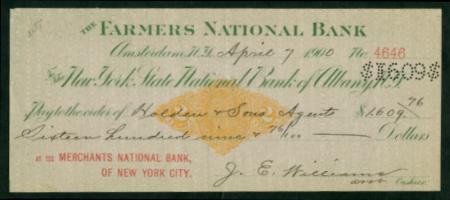 THE FARMERS NATIONAL BANK
Amsterdam, N.Y. April 7 1900 No. 4646
New York State National Bank of Albany, N.Y.
$1609$
Pay to the order of Holden & Sons Agents $1609 76
Sixteen hundred nine & 76/100 Dollars
AT THE MERCHANTS NATIONAL BANK,
OF NEW YORK CITY.
J. E. Williams
Cashier.